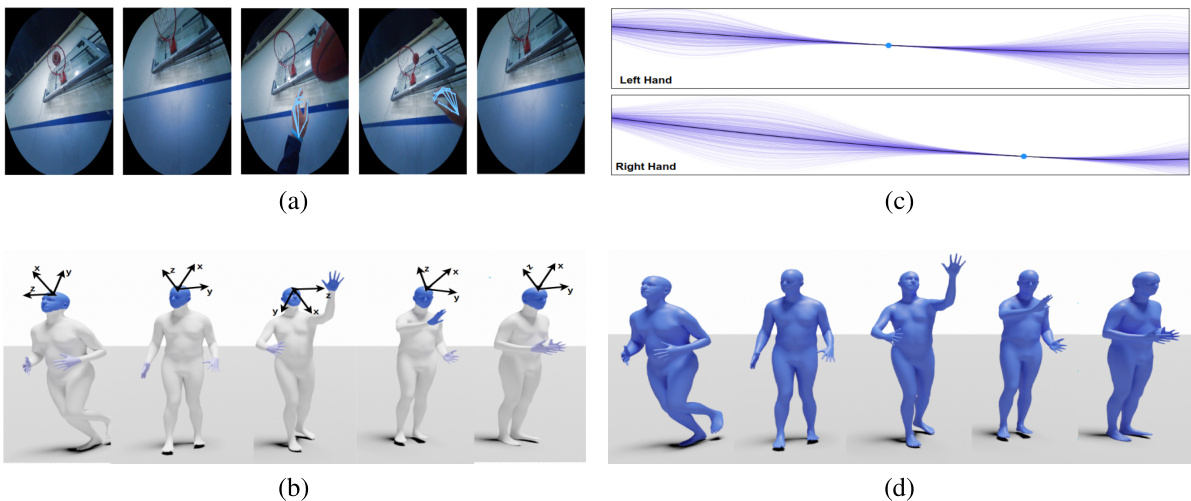 (a)
Left Hand
Right Hand
(c)
x y z
z x y
z y x
z x y
z x y
(b)
(d)